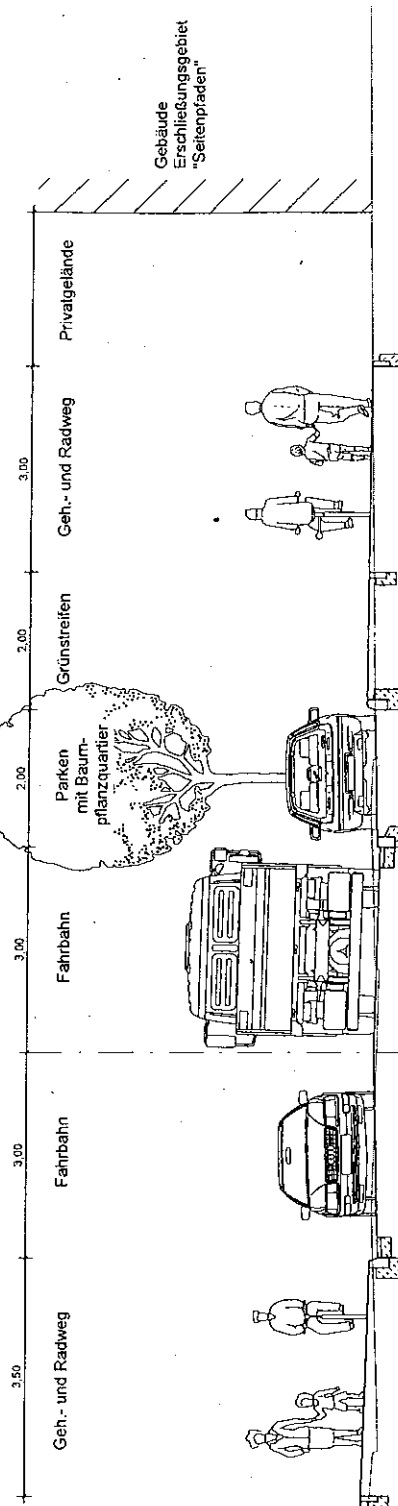 3,50
3,00
3,00
2,00
2,00
3,00
Geh.- und Radweg
Fahrbahn
Fahrbahn
Parken
mit Baum-
pflanzquartier
Grünstreifen
Geh.- und Radweg
Privatgelände
Gebäude
Erschließungsgebiet
"Seitenpfaden"